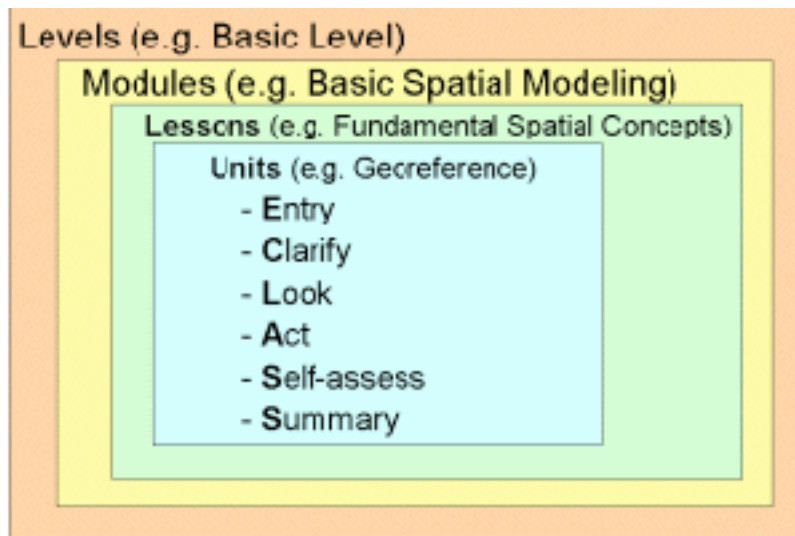 Levels (e.g. Basic Level)
Modules (e.g. Basic Spatial Modeling)
Lessons (e.g. Fundamental Spatial Concepts)
Units (e.g. Georeference)
- Entry
- Clarify
- Look
- Act
- Self-assess
- Summary